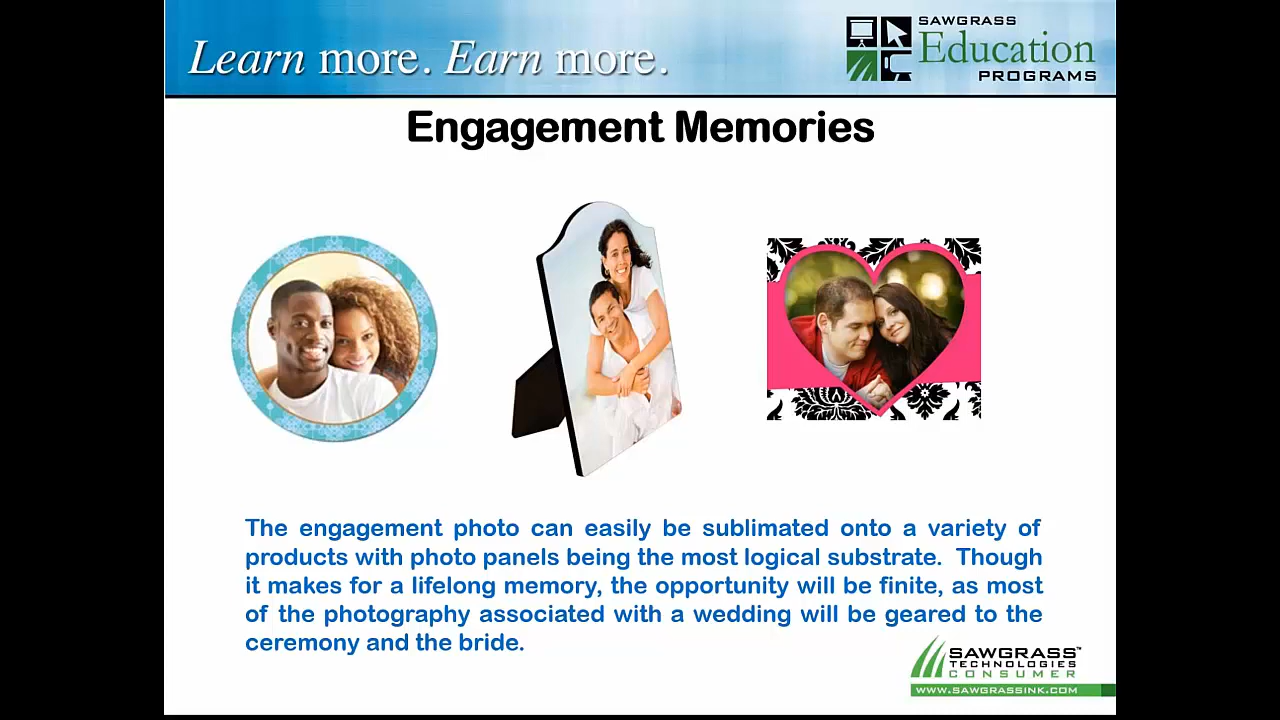 Learn more. Earn more.
SAWGRASS
Education
PROGRAMS
Engagement Memories
The engagement photo can easily be sublimated onto a variety of
products with photo panels being the most logical substrate. Though
it makes for a lifelong memory, the opportunity will be finite, as most
of the photography associated with a wedding will be geared to the
ceremony and the bride.
SAWGRASS™
TECHNOLOGIES
CONSUMER
WWW.SAWGRASSINK.COM